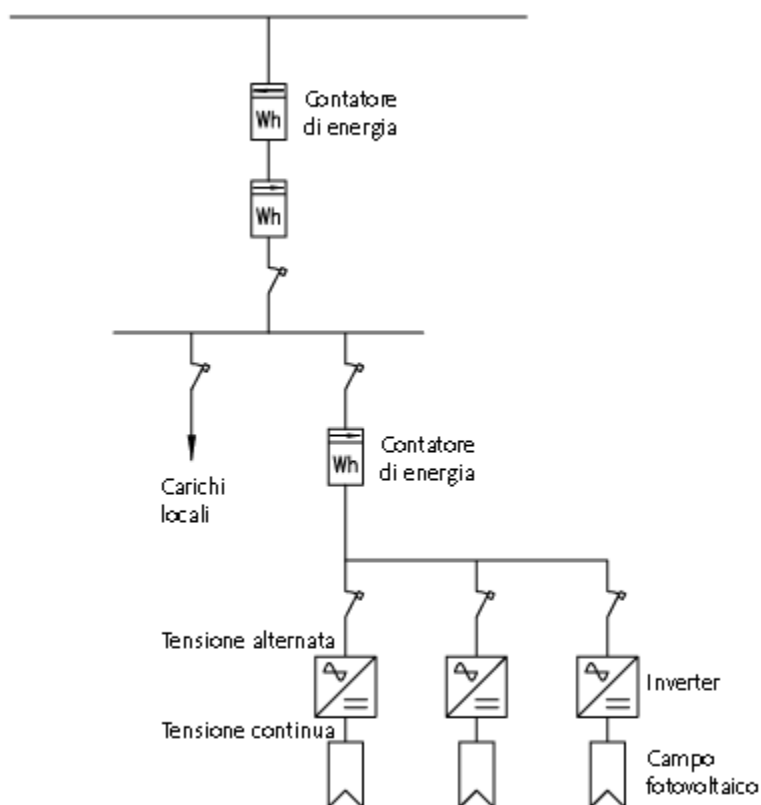 Contatore
di energia
Wh
Wh
Contatore
di energia
Wh
Carichi
locali
Tensione alternata
Inverter
Tensione continua
Campo
fotovoltaico